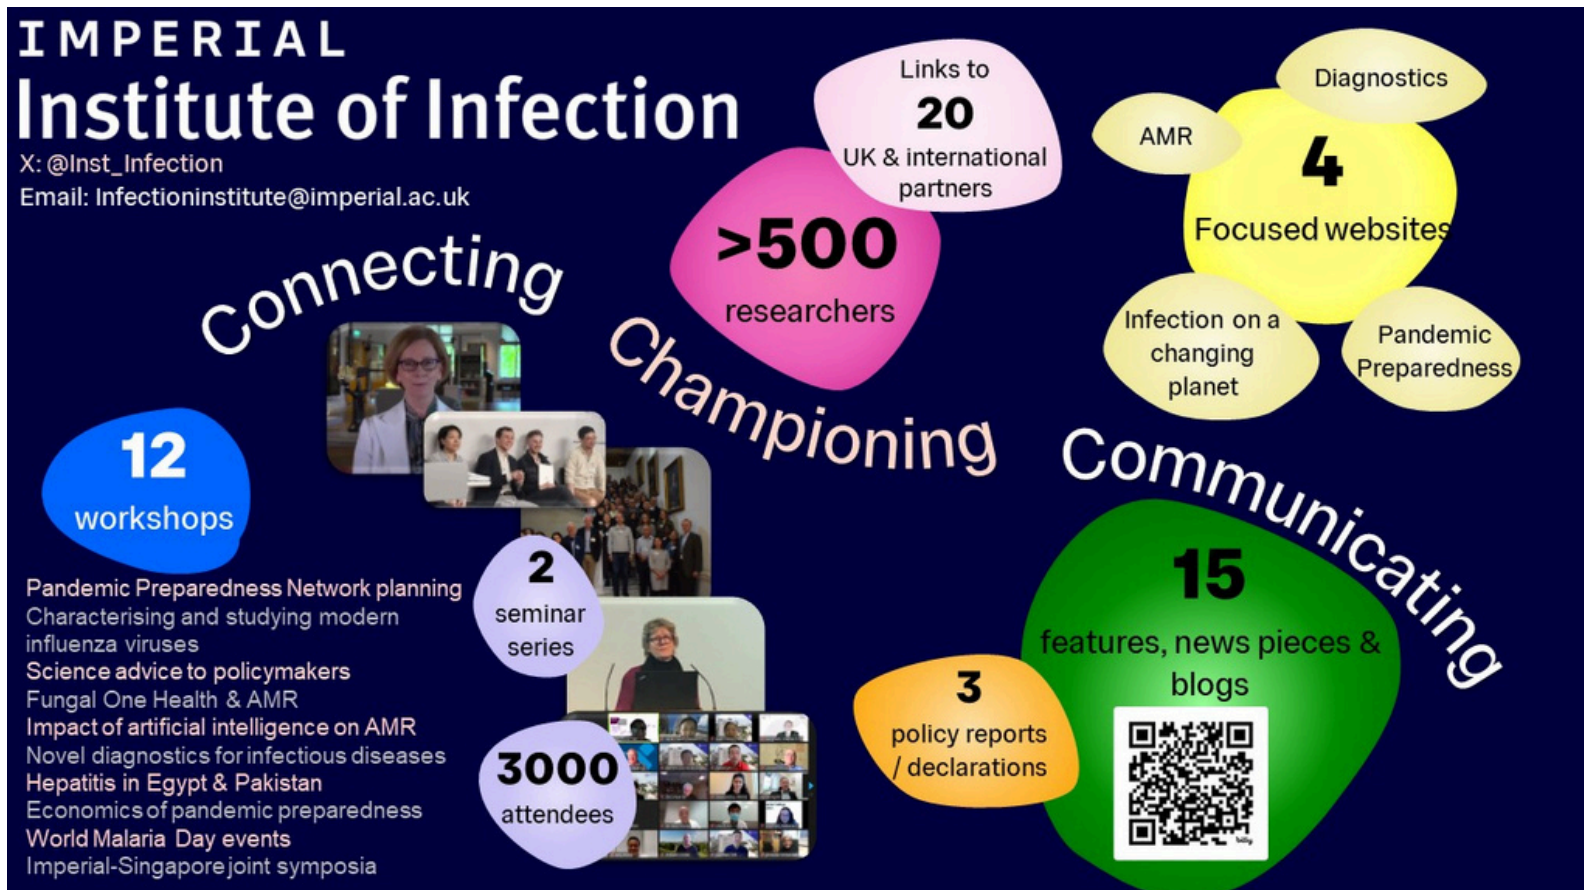 IMPERIAL
Institute of Infection
X: @Inst_Infection
Email: Infectioninstitute@imperial.ac.uk
Connecting
12
workshops
Pandemic Preparedness Network planning
Characterising and studying modern
influenza viruses
Science advice to policymakers
Fungal One Health & AMR
Impact of artificial intelligence on AMR
Novel diagnostics for infectious diseases
Hepatitis in Egypt & Pakistan
Economics of pandemic preparedness
World Malaria Day events
Imperial-Singapore joint symposia
2
seminar
series
3000
attendees
Championing
Links to
20
UK & international
partners
>500
researchers
Communicating
Diagnostics
AMR
4
Focused websites
Infection on a
changing
planet
Pandemic
Preparedness
15
features, news pieces &
blogs
3
policy reports
/ declarations